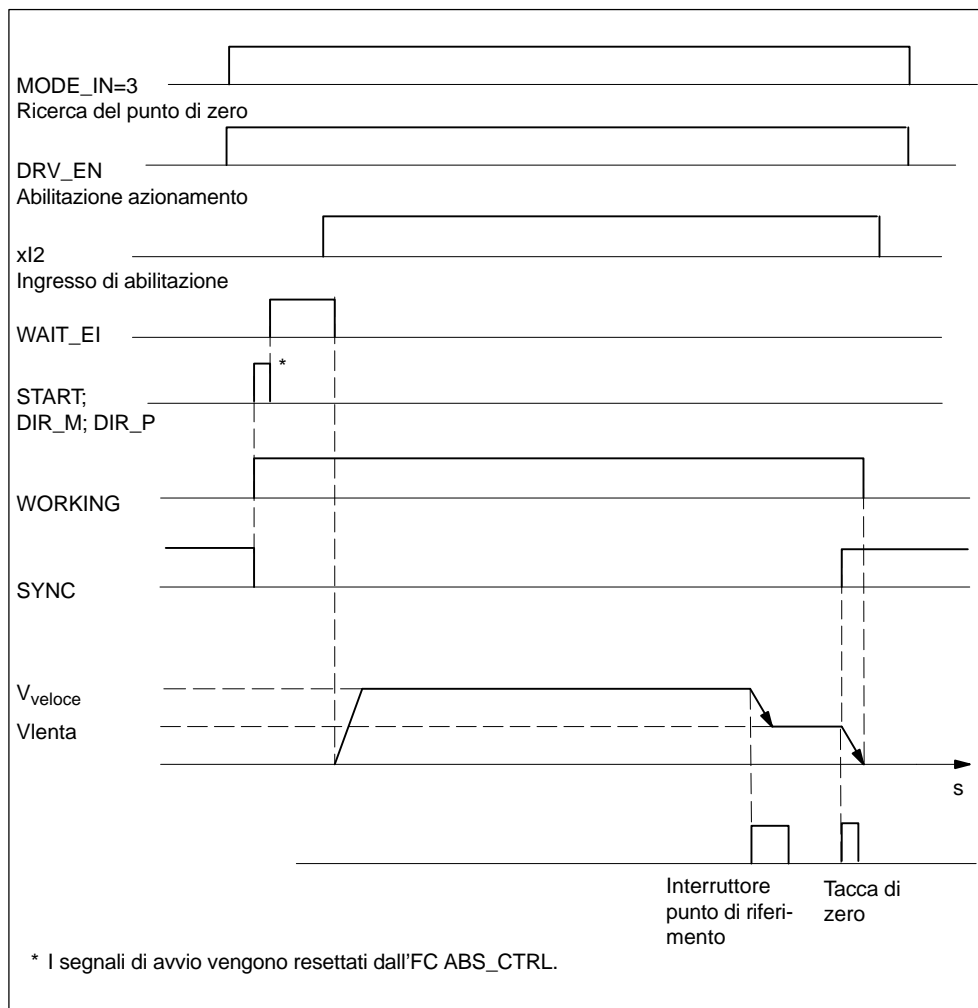 MODE_IN=3
Ricerca del punto di zero
DRV_EN
Abilitazione azionamento
xI2
Ingresso di abilitazione
WAIT_EI
*
START;
DIR_M; DIR_P
WORKING
SYNC
Vveloce
Vlenta
s
Interruttore
punto di riferi-
mento
Tacca di
zero
* I segnali di avvio vengono resettati dall'FC ABS_CTRL.